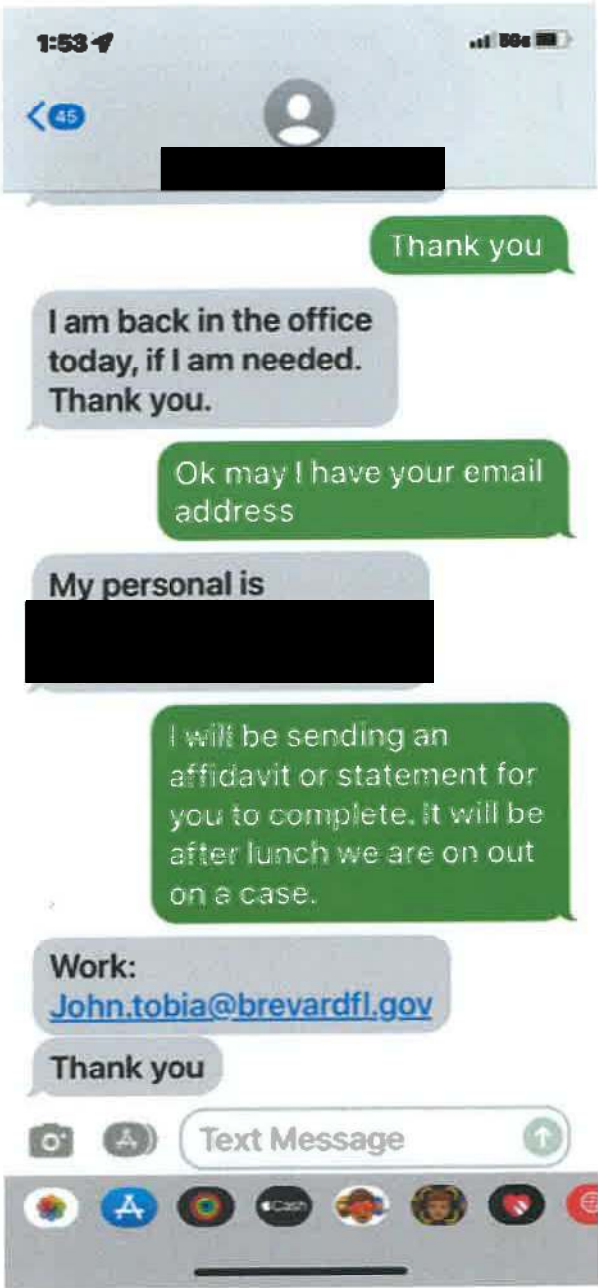 1:53
5G
45
Thank you
I am back in the office
today, if I am needed.
Thank you.
Ok may I have your email
address
My personal is
I will be sending an
affidavit or statement for
you to complete. It will be
after lunch we are on out
on a case.
Work:
John.tobia@brevardfl.gov
Thank you
Text Message
Cash